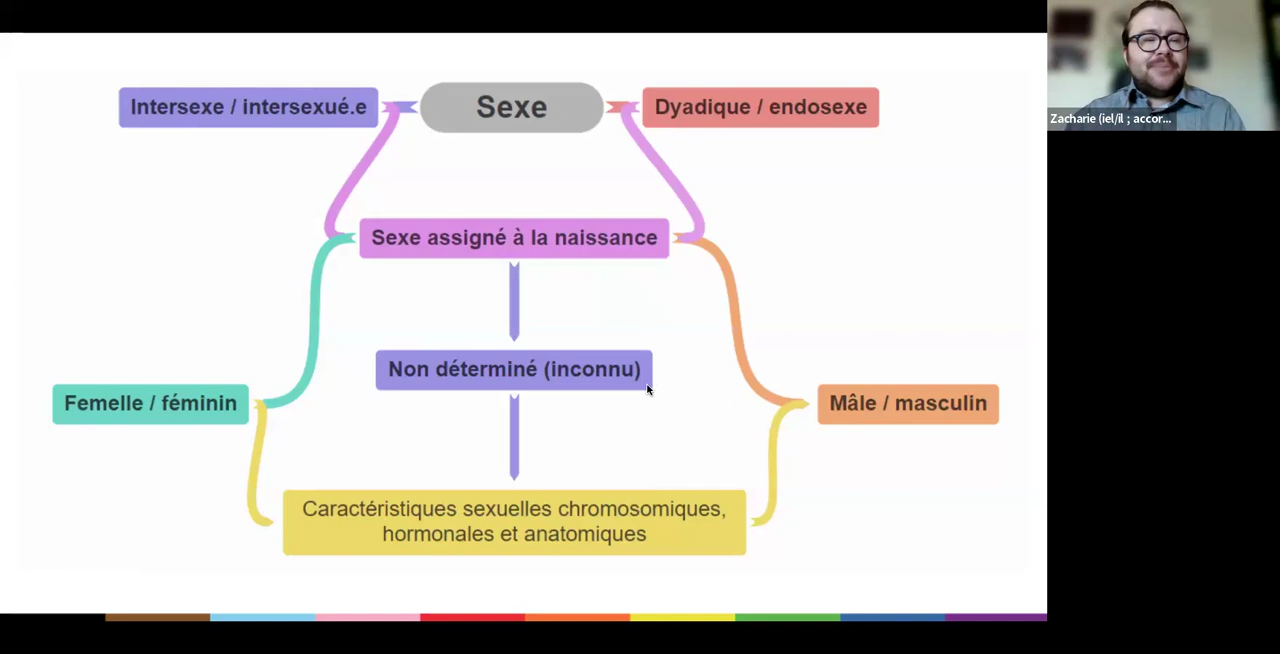 Intersexe / intersexué.e
Sexe
Dyadique / endosexe
Zacharie (iel/il ; accor...
Sexe assigné à la naissance
Non déterminé (inconnu)
Femelle / féminin
Mâle / masculin
Caractéristiques sexuelles chromosomiques,
hormonales et anatomiques